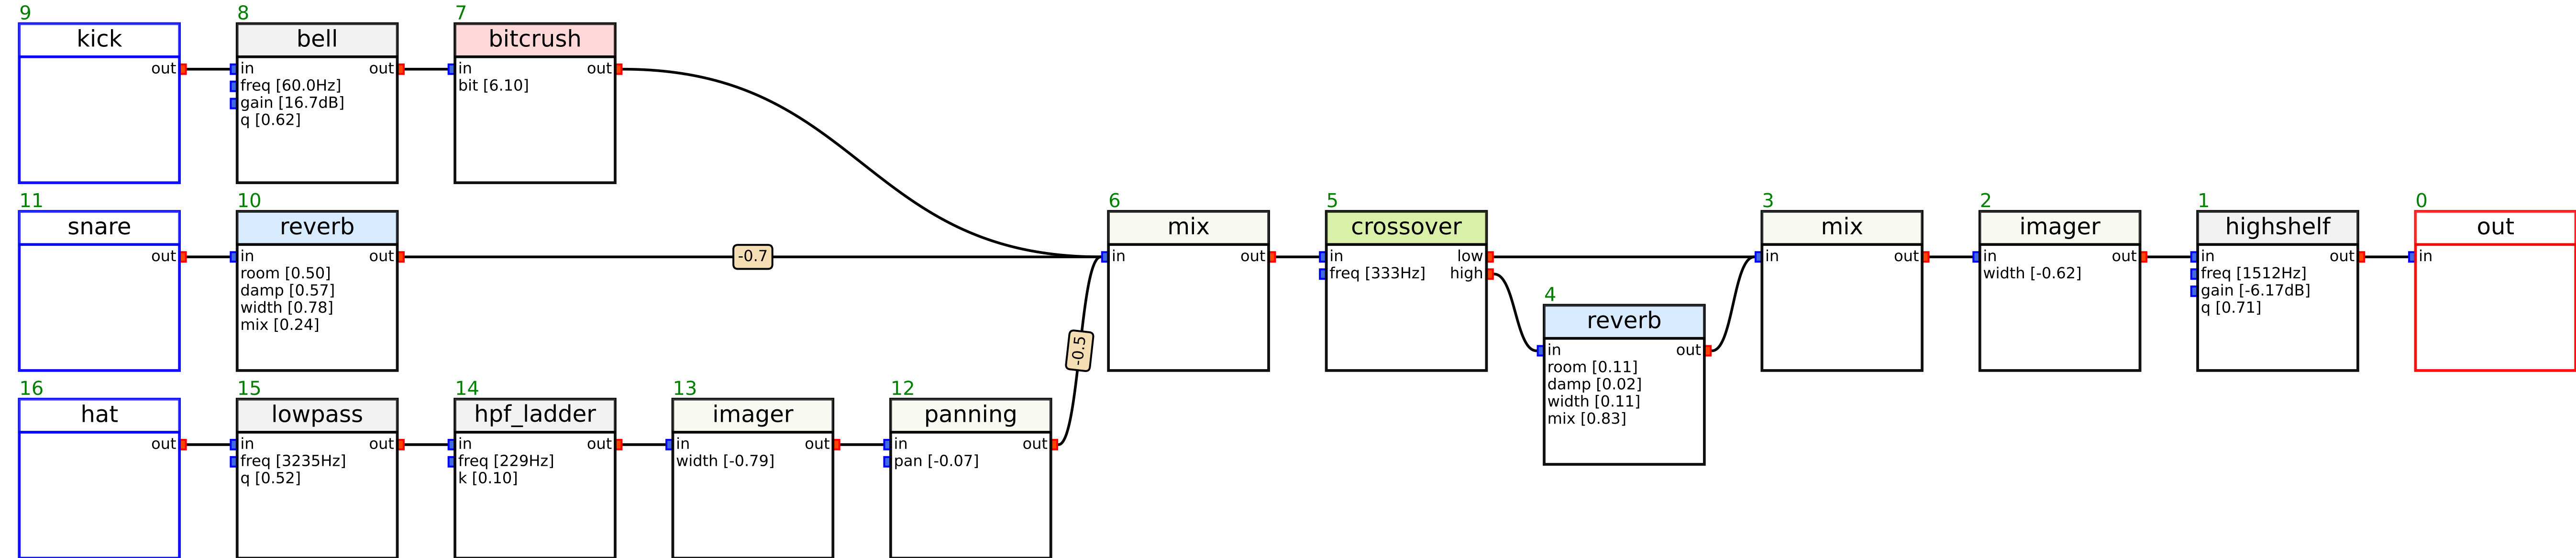 9
kick
out
8
bell
in out
freq [60.0Hz]
gain [16.7dB]
q [0.62]
7
bitcrush
in out
bit [6.10]
11
snare
out
10
reverb
in out
room [0.50]
damp [0.57]
width [0.78]
mix [0.24]
-0.7
16
hat
out
15
lowpass
in out
freq [3235Hz]
q [0.52]
14
hpf_ladder
in out
freq [229Hz]
k [0.10]
13
imager
in out
width [-0.79]
12
panning
in out
pan [-0.07]
-0.5
6
mix
in out
5
crossover
in low
freq [333Hz] high
4
reverb
in out
room [0.11]
damp [0.02]
width [0.11]
mix [0.83]
3
mix
in out
2
imager
in out
width [-0.62]
1
highshelf
in out
freq [1512Hz]
gain [-6.17dB]
q [0.71]
0
out
in